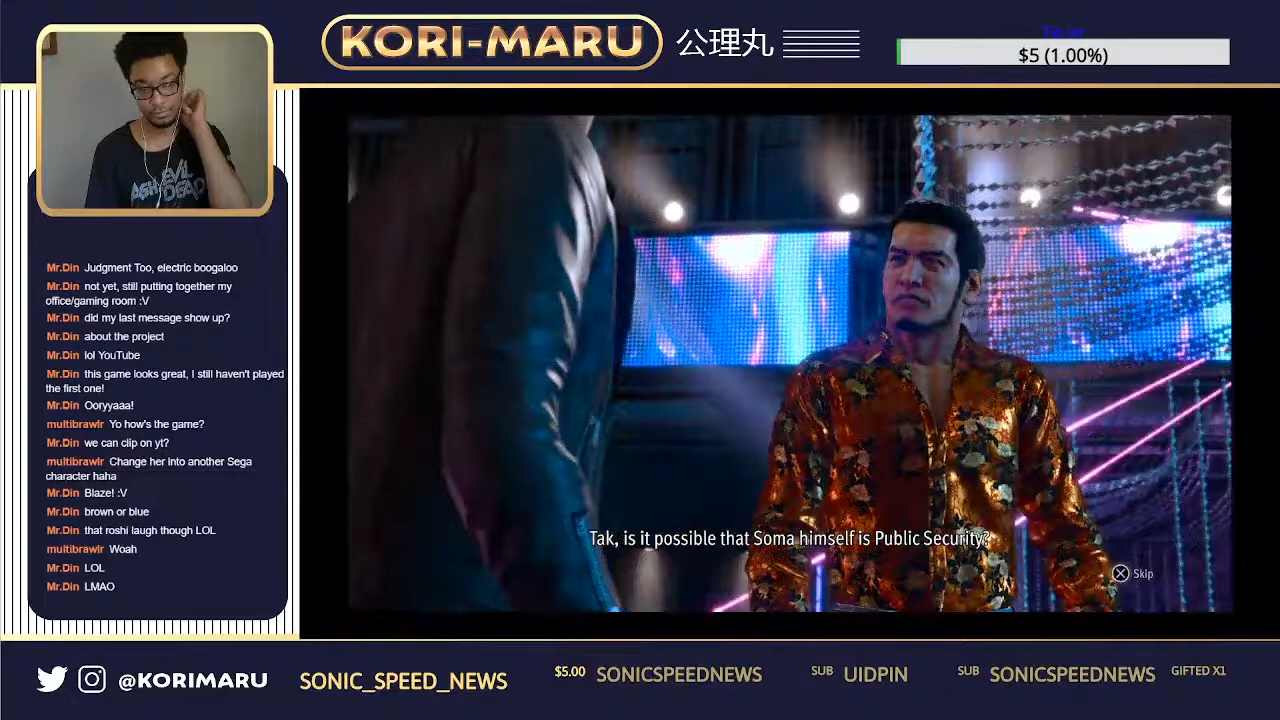 KORI-MARU 公理丸
Tip jar
$5 (1.00%)
EVIL
DEAD
Mr.Din Judgment Too, electric boogaloo
Mr.Din not yet, still putting together my
office/gaming room :V
Mr.Din did my last message show up?
Mr.Din about the project
Mr.Din lol YouTube
Mr.Din this game looks great, I still haven't played
the first one!
Mr.Din Ooryyaaa!
multibrawlr Yo how's the game?
Mr.Din we can clip on yt?
multibrawlr Change her into another Sega
character haha
Mr.Din Blaze! :V
Mr.Din brown or blue
Mr.Din that roshi laugh though LOL
multibrawlr Woah
Mr.Din LOL
Mr.Din LMAO
Tak, is it possible that Soma himself is Public Security?
Skip
@KORIMARU
SONIC_SPEED_NEWS
$5.00 SONICSPEEDNEWS
SUB UIDPIN
SUB SONICSPEEDNEWS GIFTED X1